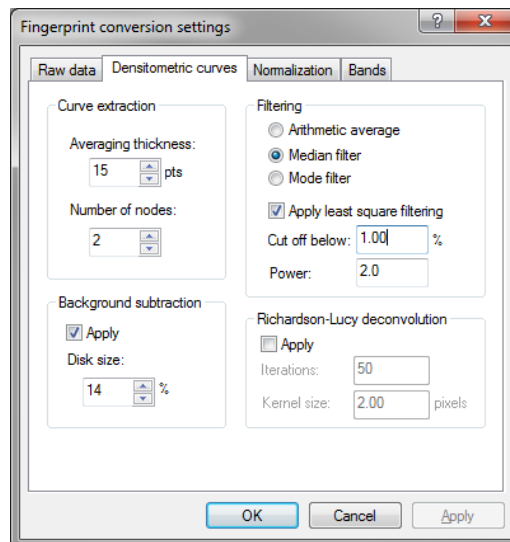 Fingerprint conversion settings
?
Raw data
Densitometric curves
Normalization
Bands
Curve extraction
Averaging thickness:
15 pts
Number of nodes:
2
Filtering
Arithmetic average
Median filter
Mode filter
Apply least square filtering
Cut off below: 1.00 %
Power: 2.0
Background subtraction
Apply
Disk size:
14 %
Richardson-Lucy deconvolution
Apply
Iterations: 50
Kernel size: 2.00 pixels
OK
Cancel
Apply